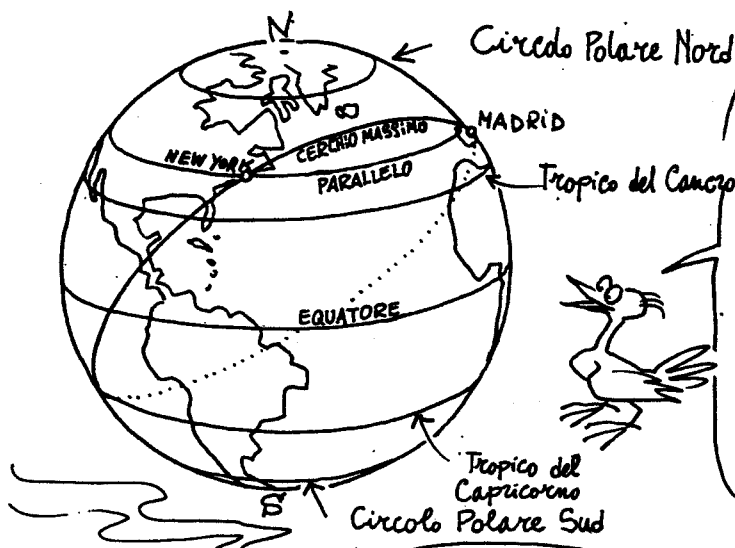 N
Circolo Polare Nord
MADRID
CERCHIO MASSIMO
NEW YORK
PARALLELO
Tropico del Cancro
EQUATORE
Tropico del
Capricorno
S
Circolo Polare Sud